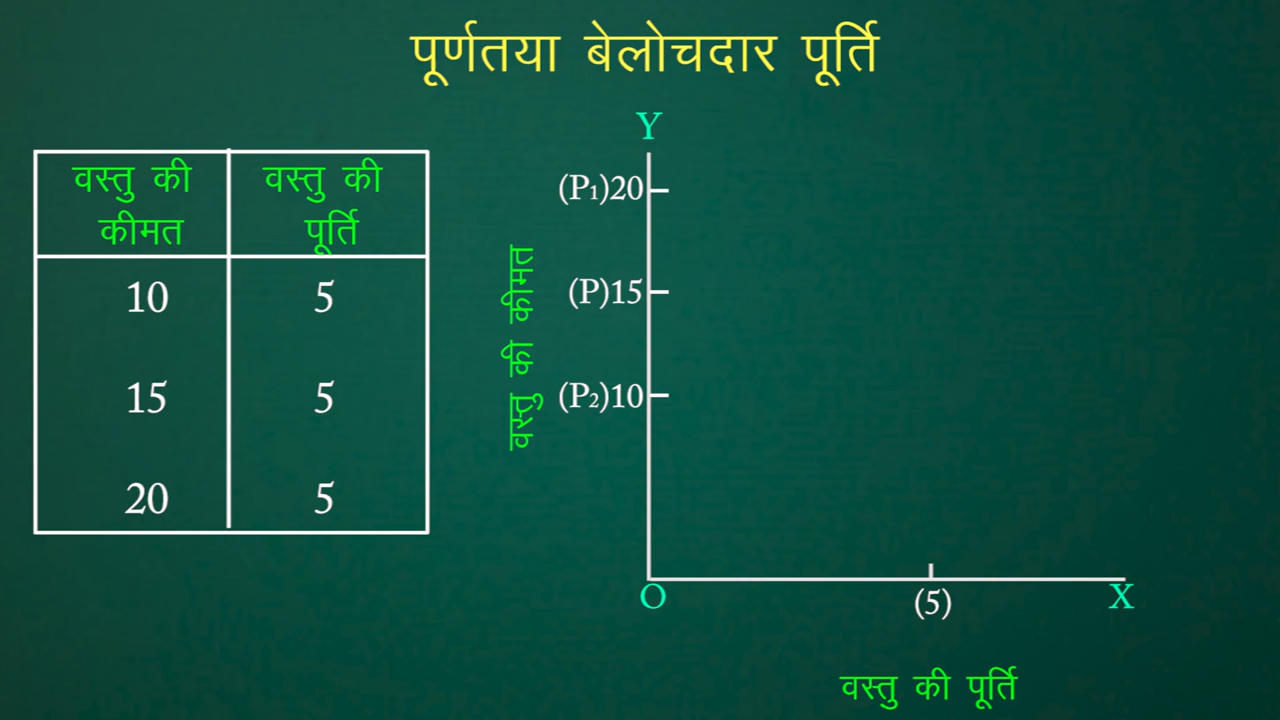 पूर्णतया बेलोचदार पूर्ति
वस्तु की कीमत
वस्तु की पूर्ति
10 5
15 5
20 5
Y
(P₁)20
(P)15
(P₂)10
वस्तु की कीमत
O
(5)
X
वस्तु की पूर्ति